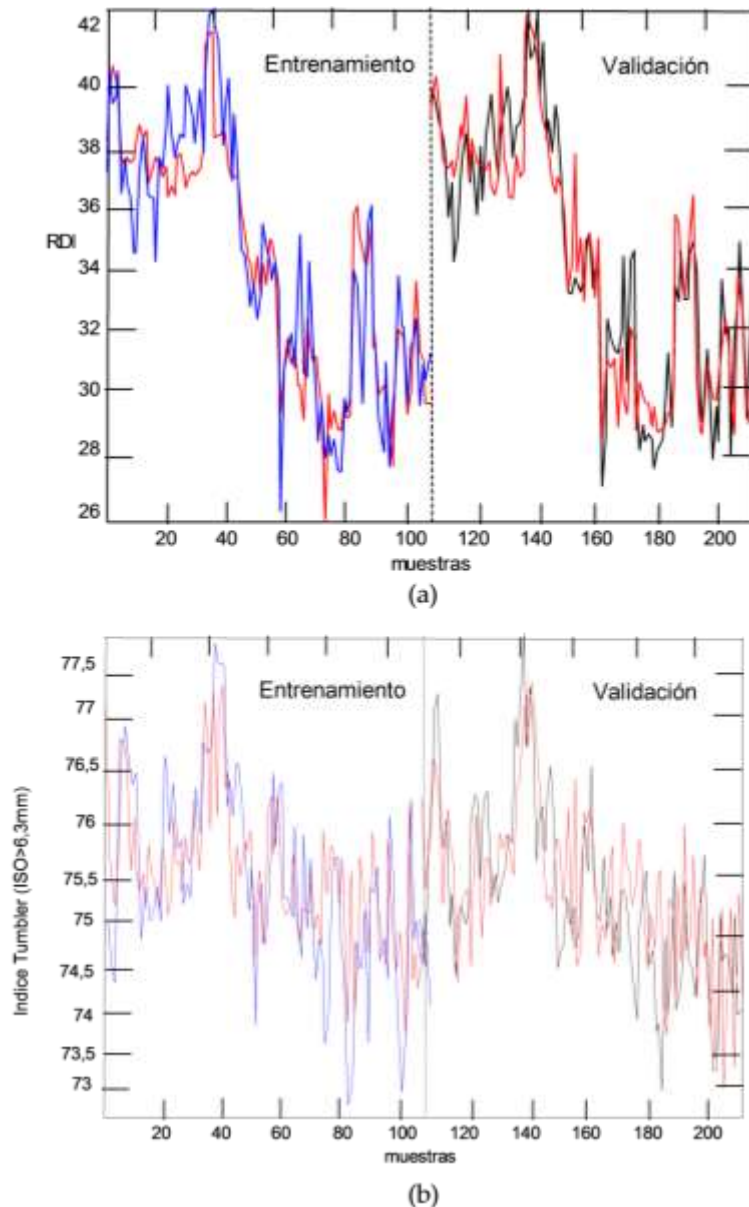 42
Entrenamiento
Validación
40
38
36
RDI
34
32
30
28
26
20 40 60 80 100 120 140 160 180 200
muestras
(a)
77,5
Entrenamiento
Validación
77
76,5
76
75,5
75
74,5
74
73,5
73
Indice Tumbler (ISO>6,3mm)
20 40 60 80 100 120 140 160 180 200
muestras
(b)